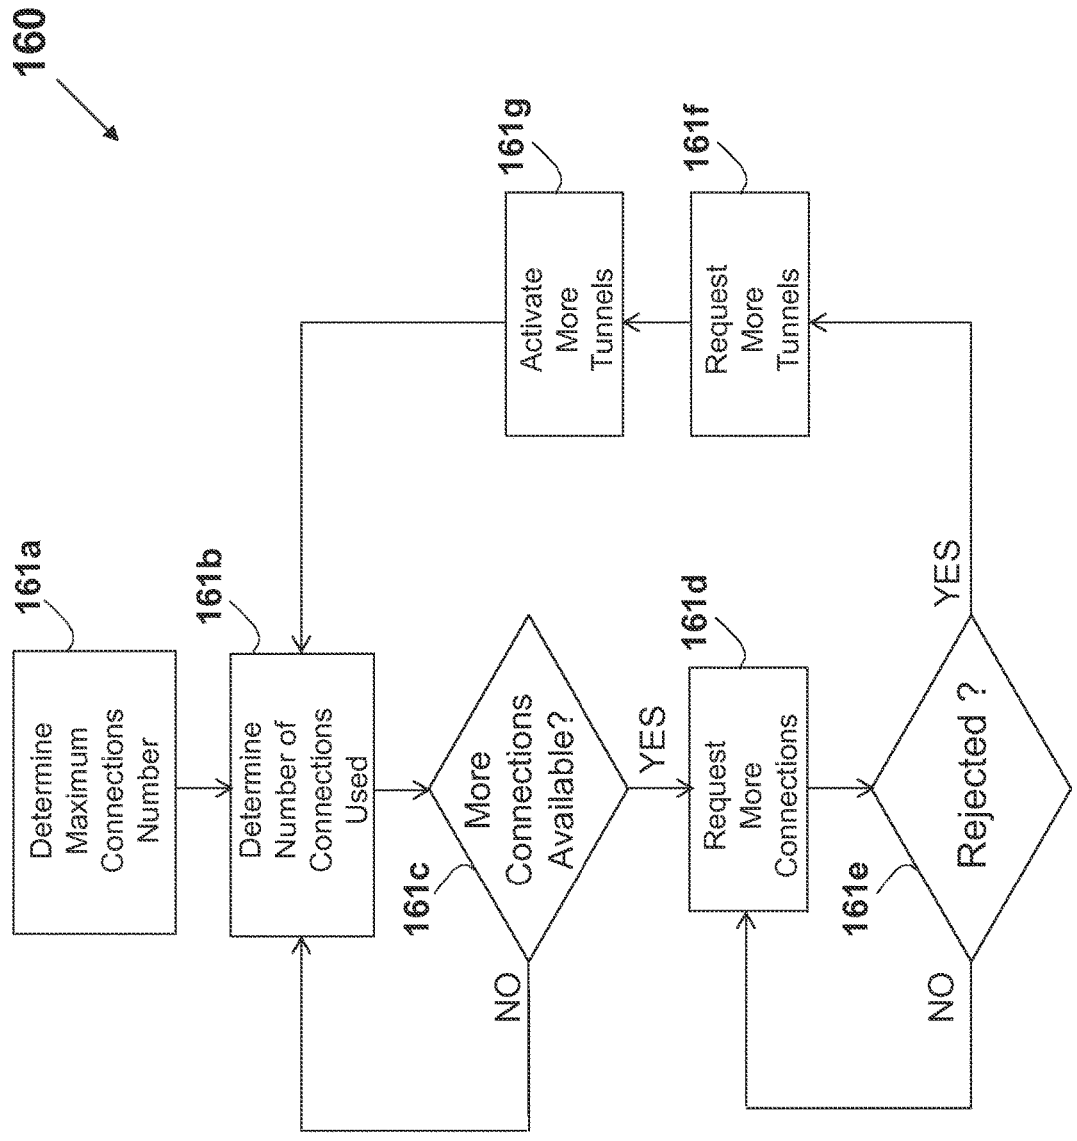 160
161a
Determine
Maximum
Connections
Number
161b
Determine
Number of
Connections
Used
161c
More
Connections
Available?
NO
YES
161d
Request
More
Connections
161e
Rejected ?
NO
YES
161f
Request
More
Tunnels
161g
Activate
More
Tunnels